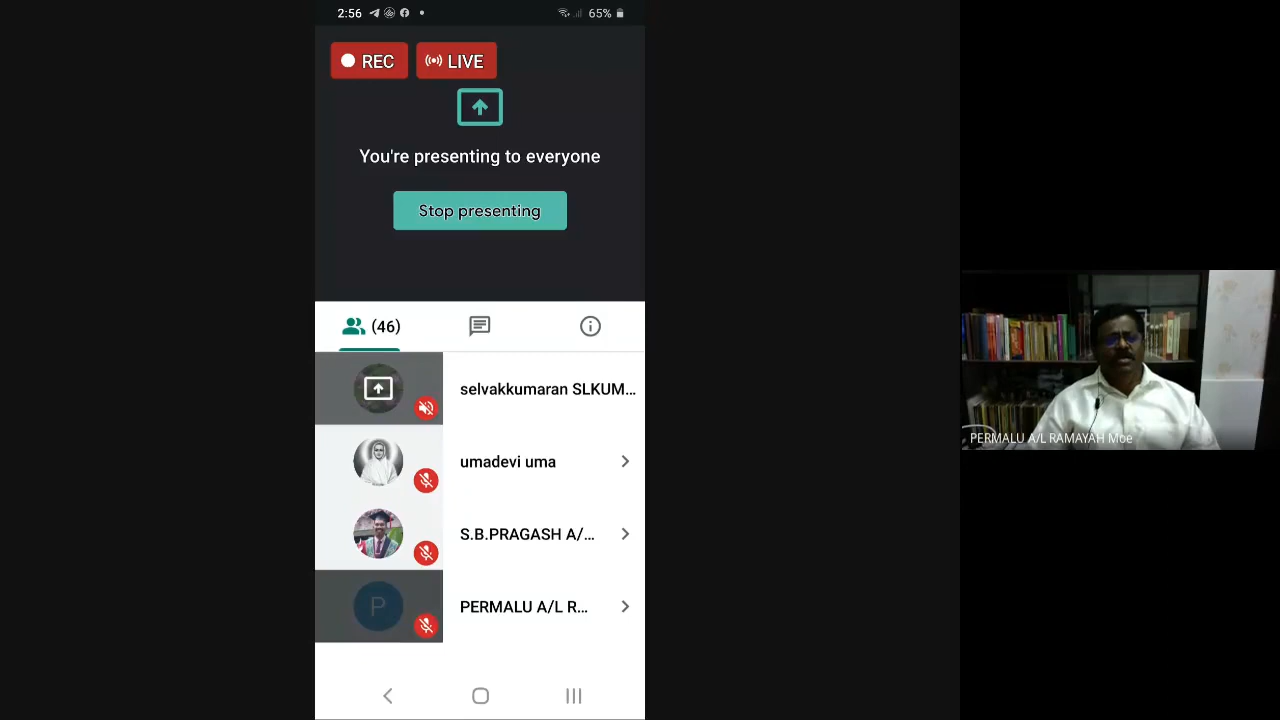 2:56
65%
REC
LIVE
You're presenting to everyone
Stop presenting
(46)
selvakkumaran SLKUM...
umadevi uma
S.B.PRAGASH A/...
P
PERMALU A/L R...
PERMALU A/L RAMAYAH Moe